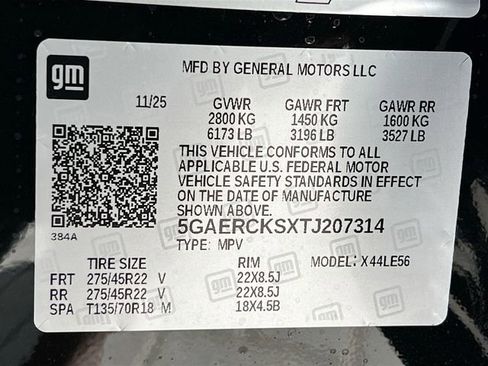 gm
MFD BY GENERAL MOTORS LLC
11/25 GVWR GAWR FRT GAWR RR
2800 KG 1450 KG 1600 KG
6173 LB 3196 LB 3527 LB
THIS VEHICLE CONFORMS TO ALL
APPLICABLE U.S. FEDERAL MOTOR
VEHICLE SAFETY STANDARDS IN EFFECT
ON THE DATE OF MANUFACTURE
SHOWN ABOVE.
384A
5GAERCKSXTJ207314
TYPE: MPV MODEL: X44LE56
TIRE SIZE RIM
FRT 275/45R22 V 22X8.5J
RR 275/45R22 V 22X8.5J
SPA T135/70R18 M 18X4.5B